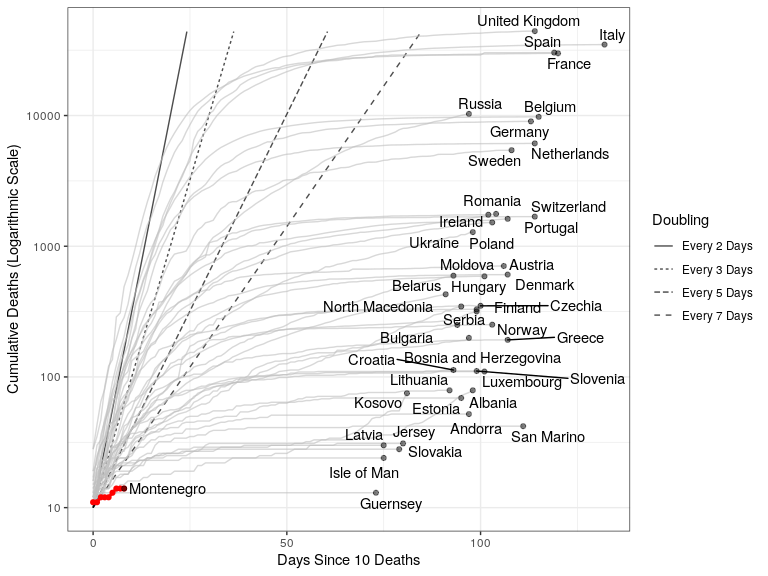 United Kingdom
Italy
Spain
France
Russia
Belgium
10000
Germany
Netherlands
Sweden
Romania
Switzerland
Ireland
Portugal
Ukraine
Poland
1000
Moldova
Austria
Belarus
Hungary
Denmark
North Macedonia
Finland
Czechia
Serbia
Norway
Bulgaria
Greece
Croatia
Bosnia and Herzegovina
100
Lithuania
Luxembourg
Slovenia
Kosovo
Estonia
Albania
Latvia
Jersey
Andorra
San Marino
Slovakia
Isle of Man
Montenegro
Guernsey
10
0
50
100
Days Since 10 Deaths
Cumulative Deaths (Logarithmic Scale)
Doubling
Every 2 Days
Every 3 Days
Every 5 Days
Every 7 Days